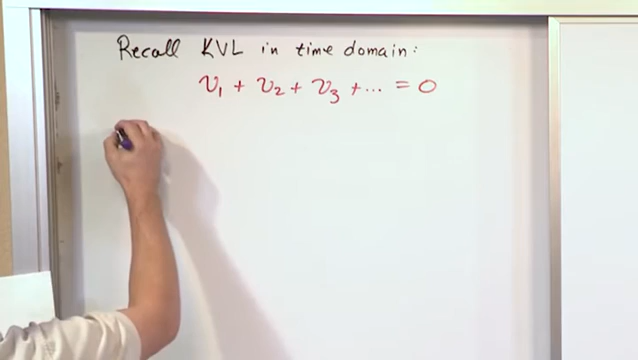 Recall KVL in time domain:
v₁ + v₂ + v₃ + ... = 0